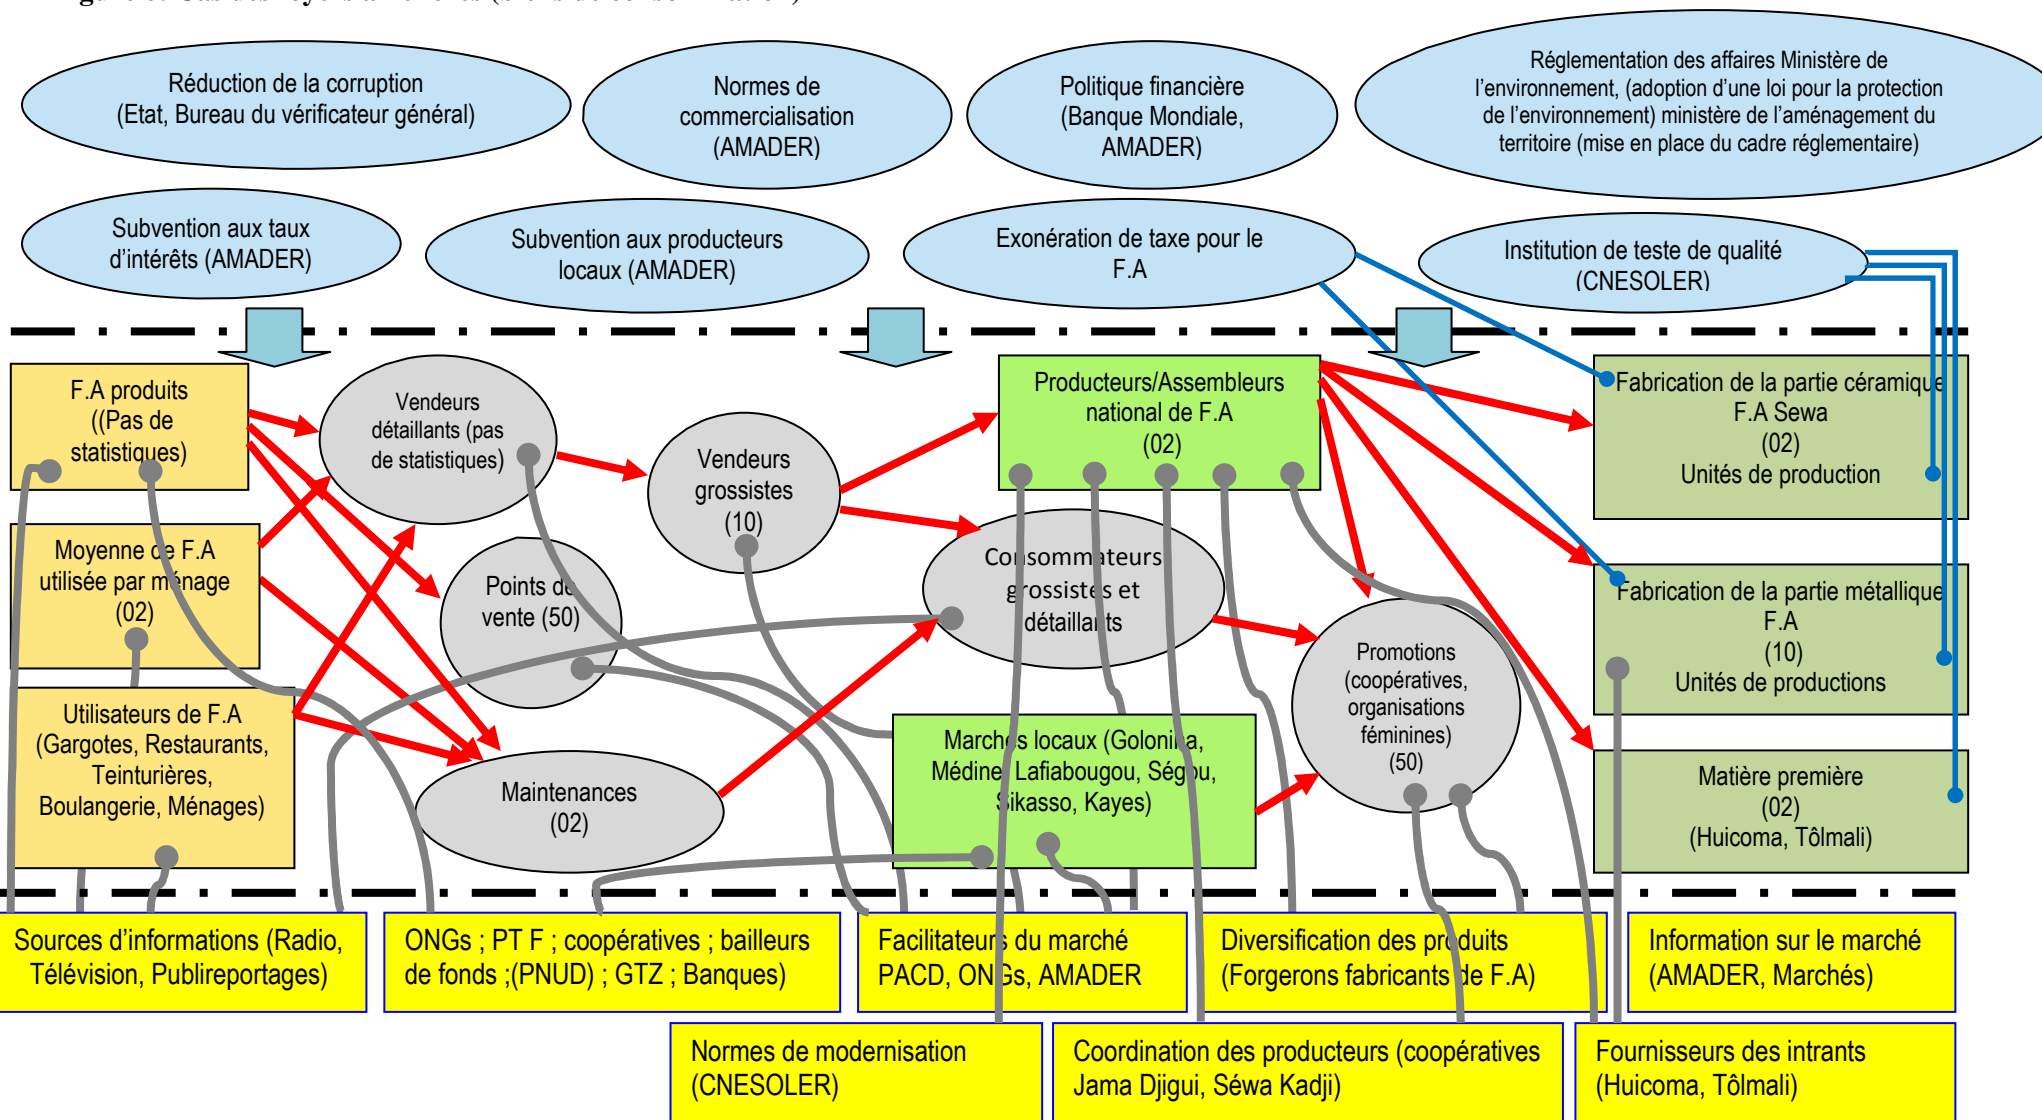 Réduction de la corruption
(Etat, Bureau du vérificateur général)
Normes de
commercialisation
(AMADER)
Politique financière
(Banque Mondiale,
AMADER)
Réglementation des affaires Ministère de
l’environnement, (adoption d’une loi pour la protection
de l’environnement) ministère de l’aménagement du
territoire (mise en place du cadre réglementaire)
Subvention aux taux
d’intérêts (AMADER)
Subvention aux producteurs
locaux (AMADER)
Exonération de taxe pour le
F.A
Institution de teste de qualité
(CNESOLER)
F.A produits
((Pas de
statistiques)
Vendeurs
détaillants (pas
de statistiques)
Vendeurs
grossistes
(10)
Producteurs/Assembleurs
national de F.A
(02)
Fabrication de la partie céramique
F.A Sewa
(02)
Unités de production
Moyenne de F.A
utilisée par ménage
(02)
Points de
vente (50)
Consommateurs
grossistes et
détaillants
Fabrication de la partie métallique
F.A
(10)
Unités de productions
Utilisateurs de F.A
(Gargotes, Restaurants,
Teinturières,
Boulangerie, Ménages)
Maintenances
(02)
Marchés locaux (Golonina,
Médine, Lafiabougou, Ségou,
Sikasso, Kayes)
Promotions
(coopératives,
organisations
féminines)
(50)
Matière première
(02)
(Huicoma, Tôlmali)
Sources d’informations (Radio,
Télévision, Publireportages)
ONGs ; PT F ; coopératives ; bailleurs
de fonds ;(PNUD) ; GTZ ; Banques)
Facilitateurs du marché
PACD, ONGs, AMADER
Diversification des produits
(Forgerons fabricants de F.A)
Information sur le marché
(AMADER, Marchés)
Normes de modernisation
(CNESOLER)
Coordination des producteurs (coopératives
Jama Djigui, Séwa Kadji)
Fournisseurs des intrants
(Huicoma, Tôlmali)